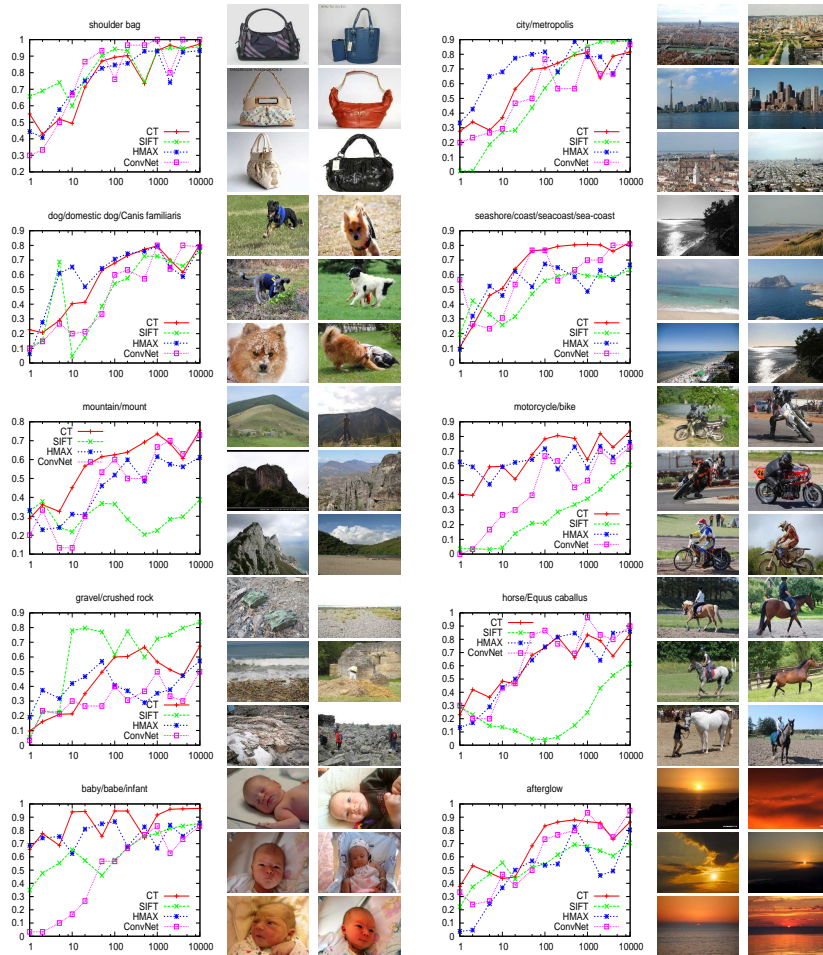 shoulder bag
1
0.9
0.8
0.7
0.6
0.5
0.4
0.3
0.2
CT
SIFT
HMAX
ConvNet
1 10 100 1000 10000
city/metropolis
0.9
0.8
0.7
0.6
0.5
0.4
0.3
0.2
0.1
0
CT
SIFT
HMAX
ConvNet
1 10 100 1000 10000
dog/domestic dog/Canis familiaris
0.9
0.8
0.7
0.6
0.5
0.4
0.3
0.2
0.1
0
CT
SIFT
HMAX
ConvNet
1 10 100 1000 10000
seashore/coast/seacoast/sea-coast
0.9
0.8
0.7
0.6
0.5
0.4
0.3
0.2
0.1
0
CT
SIFT
HMAX
ConvNet
1 10 100 1000 10000
mountain/mount
0.8
0.7
0.6
0.5
0.4
0.3
0.2
0.1
CT
SIFT
HMAX
ConvNet
1 10 100 1000 10000
motorcycle/bike
0.9
0.8
0.7
0.6
0.5
0.4
0.3
0.2
0.1
0
CT
SIFT
HMAX
ConvNet
1 10 100 1000 10000
gravel/crushed rock
0.9
0.8
0.7
0.6
0.5
0.4
0.3
0.2
0.1
0
CT
SIFT
HMAX
ConvNet
1 10 100 1000 10000
horse/Equus caballus
1
0.9
0.8
0.7
0.6
0.5
0.4
0.3
0.2
0.1
0
CT
SIFT
HMAX
ConvNet
1 10 100 1000 10000
baby/babe/infant
1
0.9
0.8
0.7
0.6
0.5
0.4
0.3
0.2
0.1
0
CT
SIFT
HMAX
ConvNet
1 10 100 1000 10000
afterglow
1
0.9
0.8
0.7
0.6
0.5
0.4
0.3
0.2
0.1
0
CT
SIFT
HMAX
ConvNet
1 10 100 1000 10000